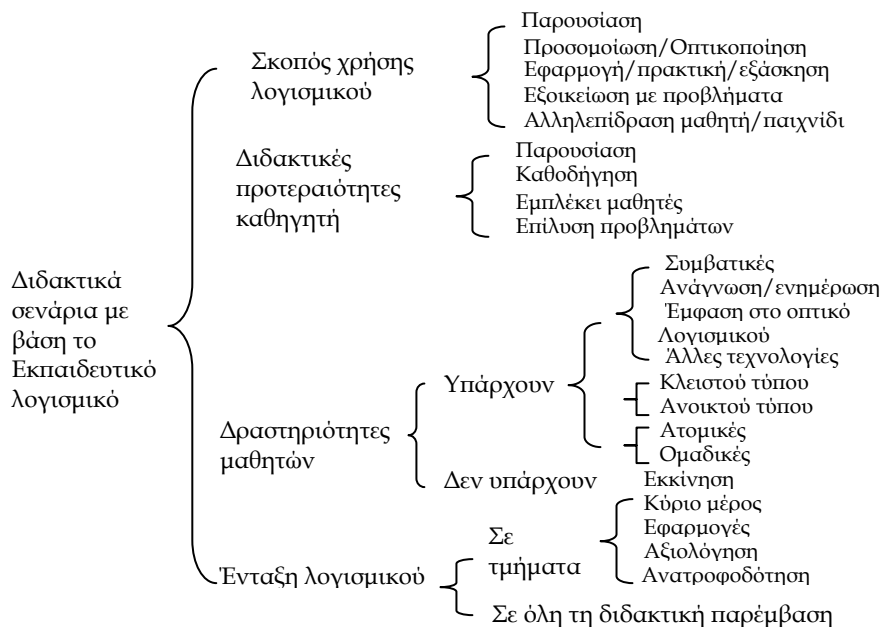 Διδακτικά
σενάρια με
βάση το
Εκπαιδευτικό
λογισμικό
Σκοπός χρήσης
λογισμικού
Παρουσίαση
Προσομοίωση/Οπτικοποίηση
Εφαρμογή/πρακτική/εξάσκηση
Εξοικείωση με προβλήματα
Αλληλεπίδραση μαθητή/παιχνίδι
Διδακτικές
προτεραιότητες
καθηγητή
Παρουσίαση
Καθοδήγηση
Εμπλέκει μαθητές
Επίλυση προβλημάτων
Δραστηριότητες
μαθητών
Υπάρχουν
Συμβατικές
Ανάγνωση/ενημέρωση
Έμφαση στο οπτικό
Λογισμικού
Άλλες τεχνολογίες
Κλειστού τύπου
Ανοικτού τύπου
Ατομικές
Ομαδικές
Δεν υπάρχουν
Ένταξη λογισμικού
Σε
τμήματα
Εκκίνηση
Κύριο μέρος
Εφαρμογές
Αξιολόγηση
Ανατροφοδότηση
Σε όλη τη διδακτική παρέμβαση